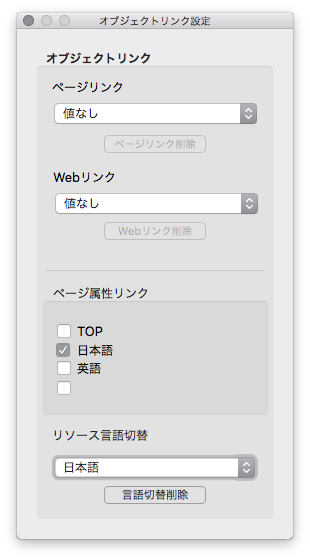 オブジェクトリンク設定
オブジェクトリンク
ページリンク
値なし
ページリンク削除
Webリンク
値なし
Webリンク削除
ページ属性リンク
TOP
日本語
英語
リソース言語切替
日本語
言語切替削除